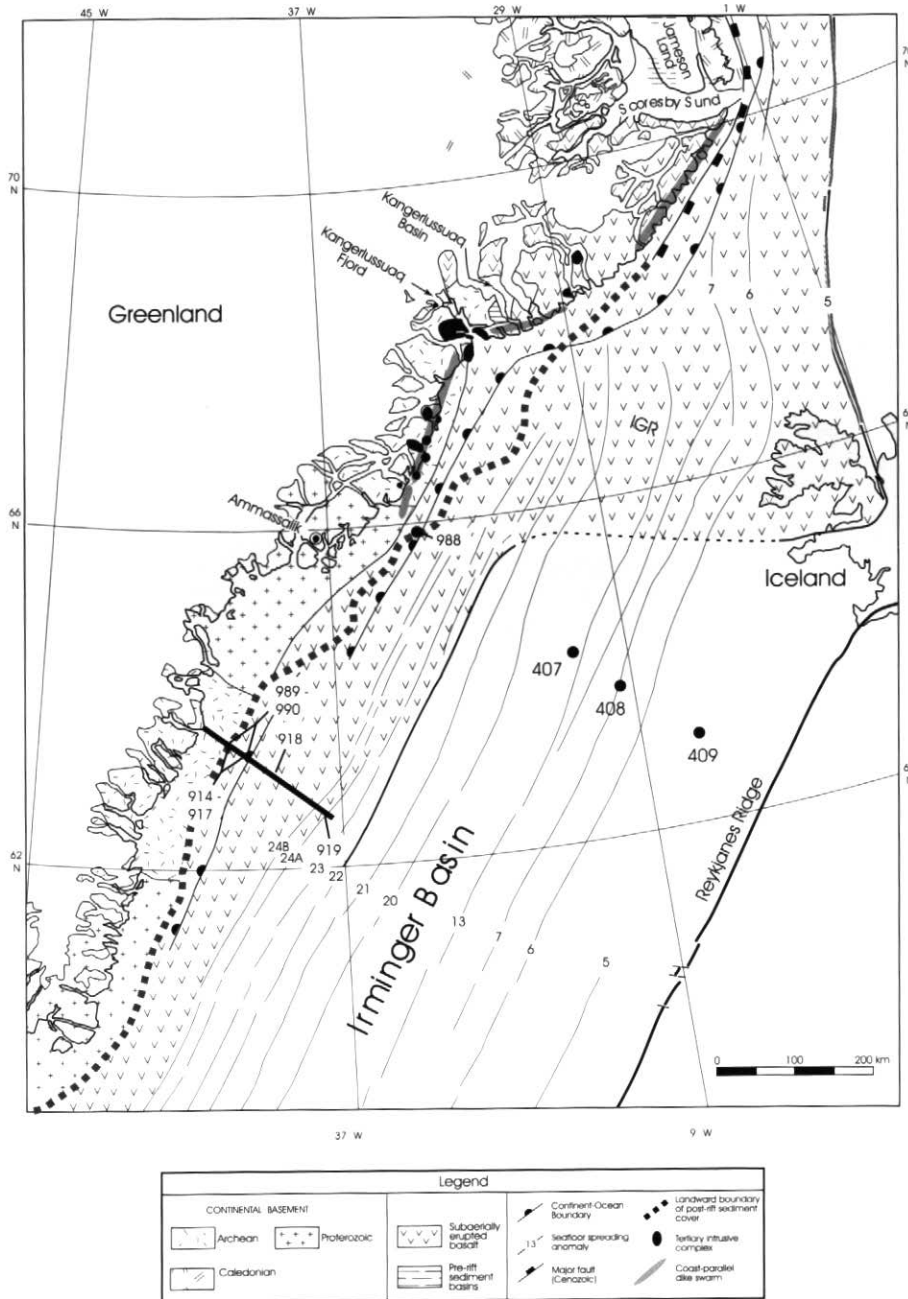 45 W
37 W
29 W
1 W
Jameson
Land
Scoresby Sund
70
N
Kangerlussuaq
Basin
Kangerlussuaq
Fjord
Greenland
7
6
5
IGR
Ammassalik
66
N
988
Iceland
407
408
409
989 -
990
918
914 -
917
919
62
N
24B
24A
23
22
21
20
13
7
6
5
Irminger Basin
Reykjanes Ridge
0 100 200 km
37 W
9 W
Legend
CONTINENTAL BASEMENT
Archean
Proterozoic
Caledonian
Subaerially
erupted
basalt
Pre-rift
sediment
basins
Continent-Ocean
Boundary
13
Seafloor spreading
anomaly
Major fault
(Cenozoic)
Landward boundary
of post-rift sediment
cover
Tertiary intrusive
complex
Coast-parallel
dike swarm